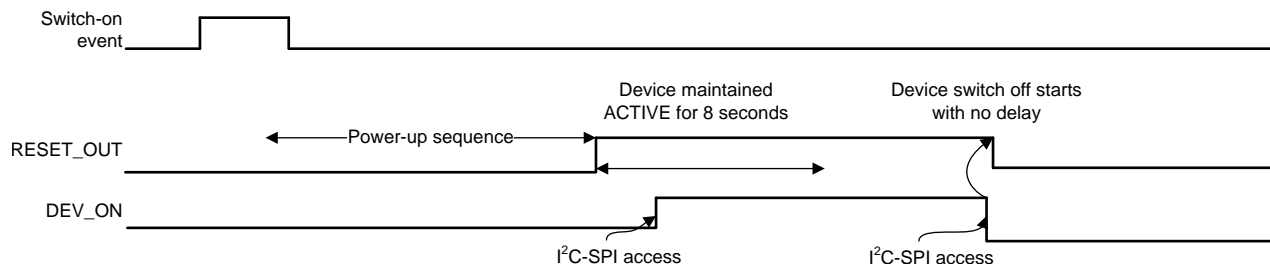 Switch-on
event
Device maintained
ACTIVE for 8 seconds
Device switch off starts
with no delay
Power-up sequence
RESET_OUT
DEV_ON
I²C-SPI access
I²C-SPI access